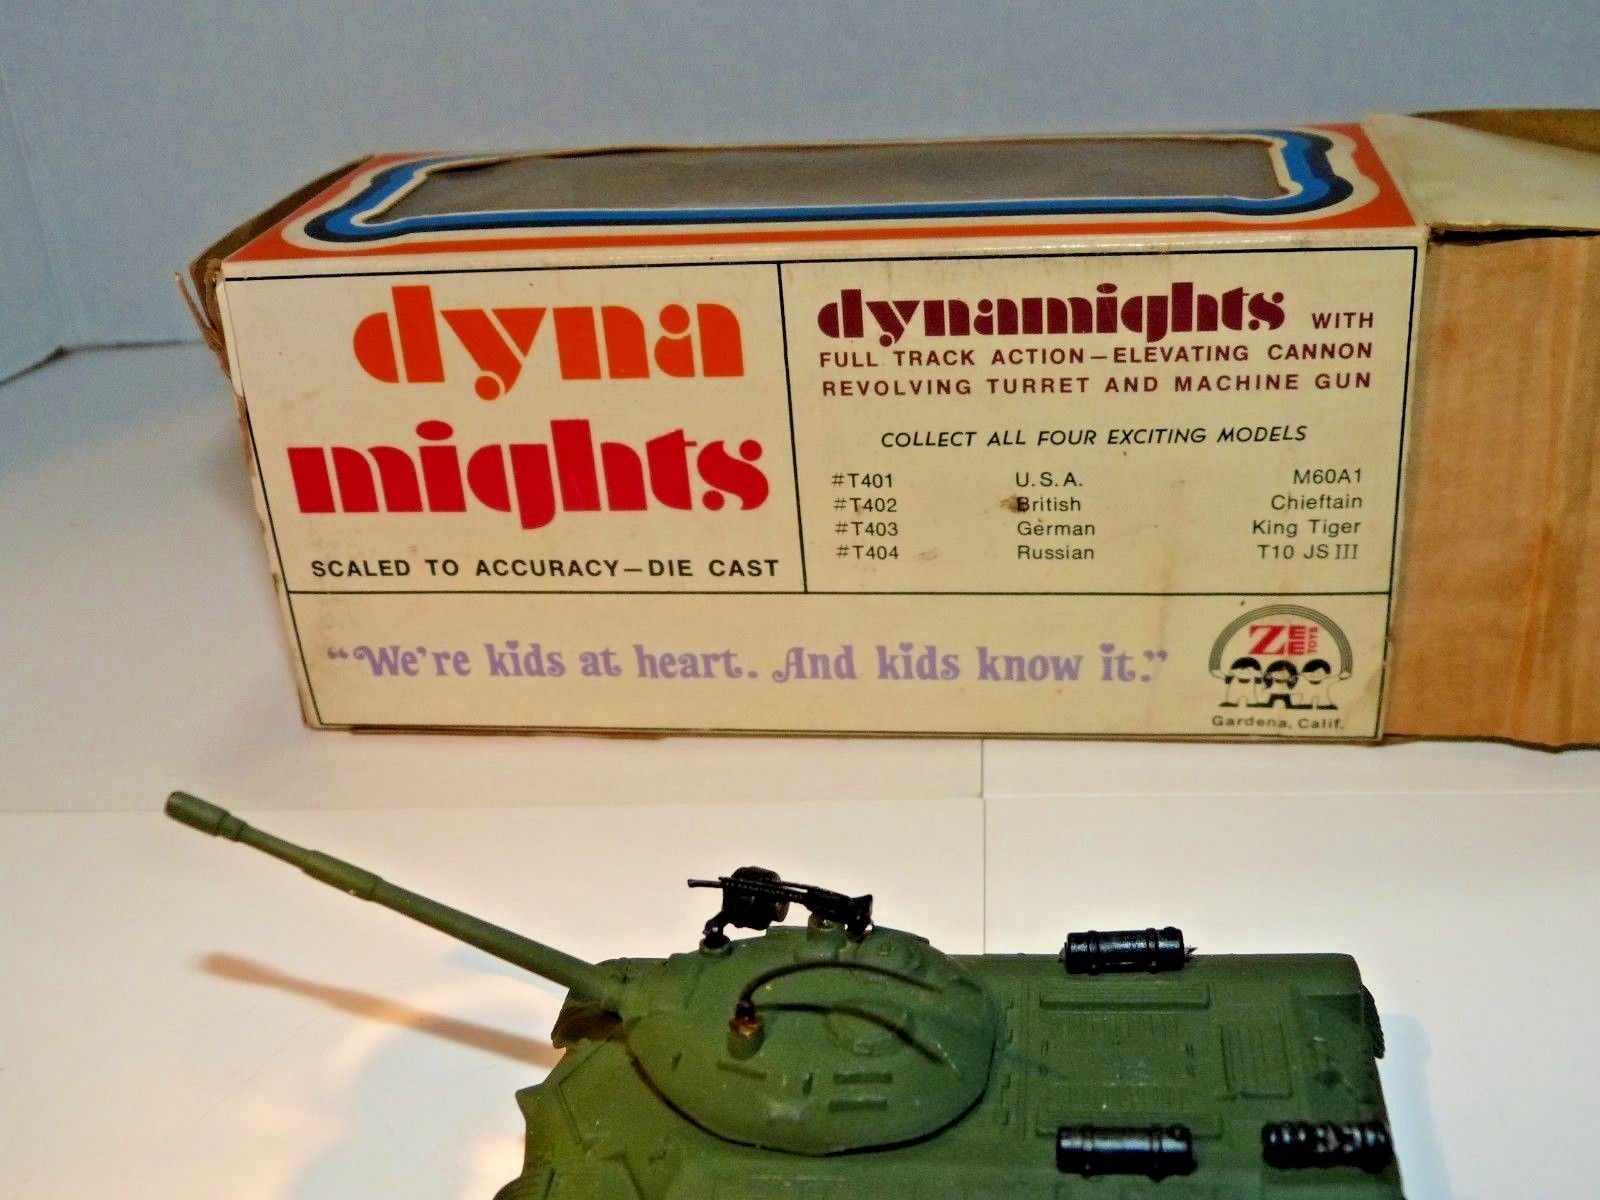 dyna
mights
SCALED TO ACCURACY—DIE CAST
dynamights WITH
FULL TRACK ACTION—ELEVATING CANNON
REVOLVING TURRET AND MACHINE GUN
COLLECT ALL FOUR EXCITING MODELS
#T401 U.S.A. M60A1
#T402 British Chieftain
#T403 German King Tiger
#T404 Russian T10 JS III
“We're kids at heart. And kids know it.”
ZEE TOYS
Gardena, Calif.